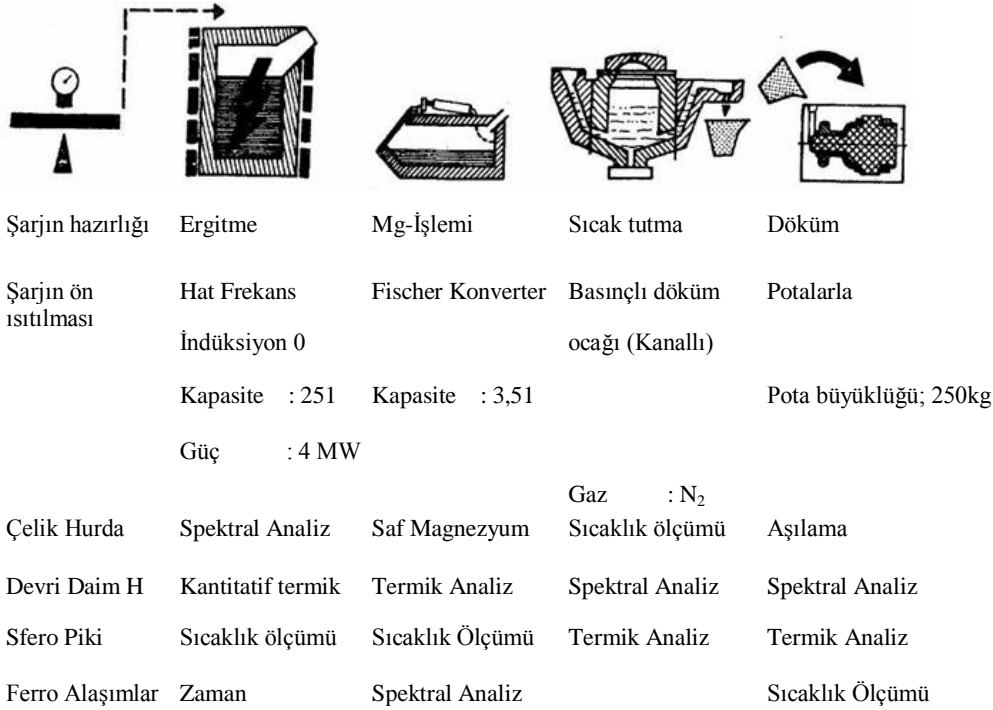 Şarjın hazırlığı Ergitme Mg-İşlemi Sıcak tutma Döküm
Şarjın ön ısıtılması Hat Frekans Fischer Konverter Basınçlı döküm Potalarla
İndüksiyon 0 ocağı (Kanallı)
Kapasite : 251 Kapasite : 3,51 Pota büyüklüğü; 250kg
Güç : 4 MW
Gaz : N₂
Çelik Hurda Spektral Analiz Saf Magnezyum Sıcaklık ölçümü Aşılama
Devri Daim H Kantitatif termik Termik Analiz Spektral Analiz Spektral Analiz
Sfero Piki Sıcaklık ölçümü Sıcaklık Ölçümü Termik Analiz Termik Analiz
Ferro Alaşımlar Zaman Spektral Analiz Sıcaklık Ölçümü